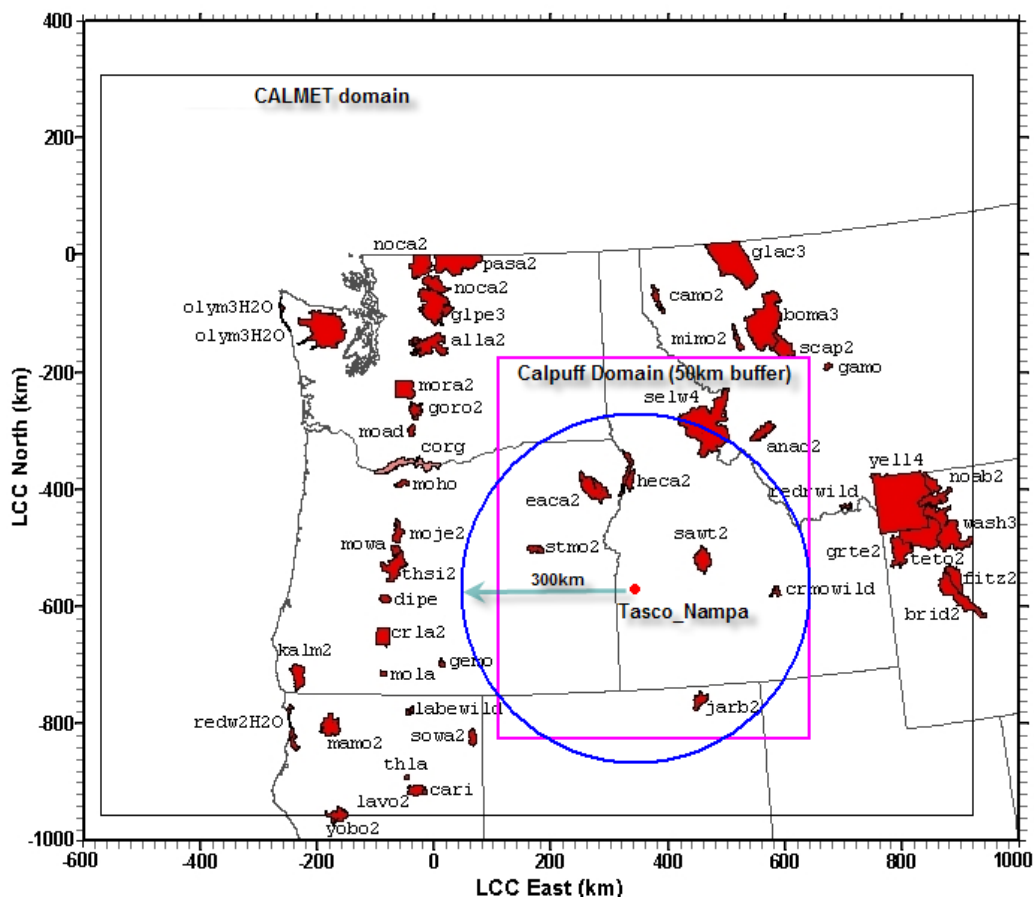 400
CALMET domain
200
0
noca2
glac3
pasa2
noca2
camo2
olym3H2O
glpe3
boma3
olym3H2O
alla2
mimo2
scap2
gamo
-200
Calpuff Domain (50km buffer)
mora2
selw4
goro2
moad
corg
anac2
yell4
-400
moho
heca2
redrwild
noab2
eaca2
wash3
moje2
mowa
stmo2
sawt2
grte2
teto2
thsi2
300km
fitz2
-600
dipe
crmowild
Tasco_Nampa
brid2
crla2
kalm2
gemo
mola
redw2H2O
labewild
jarb2
-800
mamo2
sowa2
thla
cari
lavo2
yobo2
-1000
-600
-400
-200
0
200
400
600
800
1000
LCC North (km)
LCC East (km)